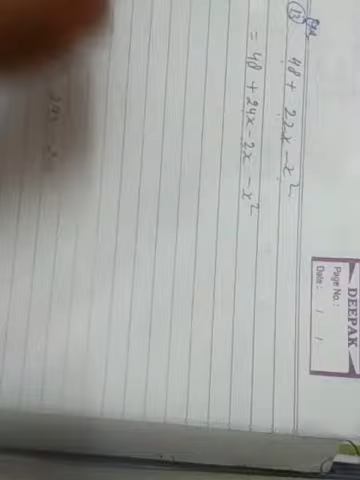 DEEPAK
Page No.:
Date: / /
(13) 48 + 22x - x²
= 48 + 24x - 2x - x²